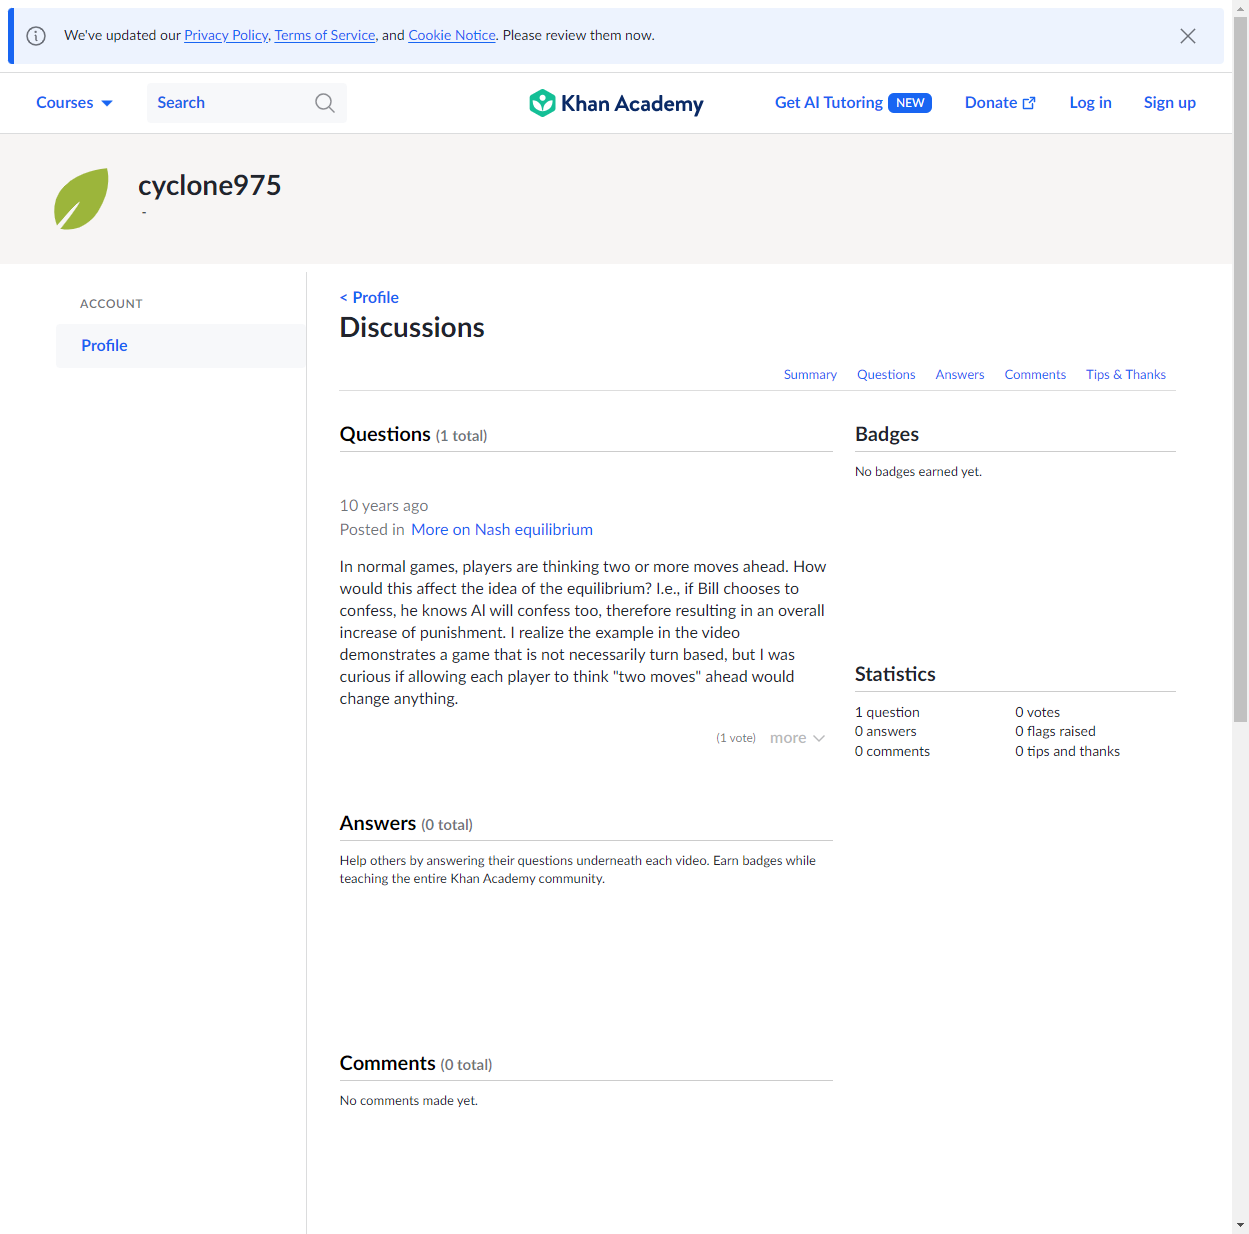 We've updated our Privacy Policy, Terms of Service, and Cookie Notice. Please review them now.
Courses
Search
Khan Academy
Get AI Tutoring NEW
Donate
Log in
Sign up
cyclone975
-
ACCOUNT
Profile
< Profile
Discussions
Summary
Questions
Answers
Comments
Tips & Thanks
Questions (1 total)
10 years ago
Posted in More on Nash equilibrium
In normal games, players are thinking two or more moves ahead. How
would this affect the idea of the equilibrium? I.e., if Bill chooses to
confess, he knows Al will confess too, therefore resulting in an overall
increase of punishment. I realize the example in the video
demonstrates a game that is not necessarily turn based, but I was
curious if allowing each player to think "two moves" ahead would
change anything.
(1 vote)
more
Answers (0 total)
Help others by answering their questions underneath each video. Earn badges while
teaching the entire Khan Academy community.
Comments (0 total)
No comments made yet.
Badges
No badges earned yet.
Statistics
1 question
0 votes
0 answers
0 flags raised
0 comments
0 tips and thanks